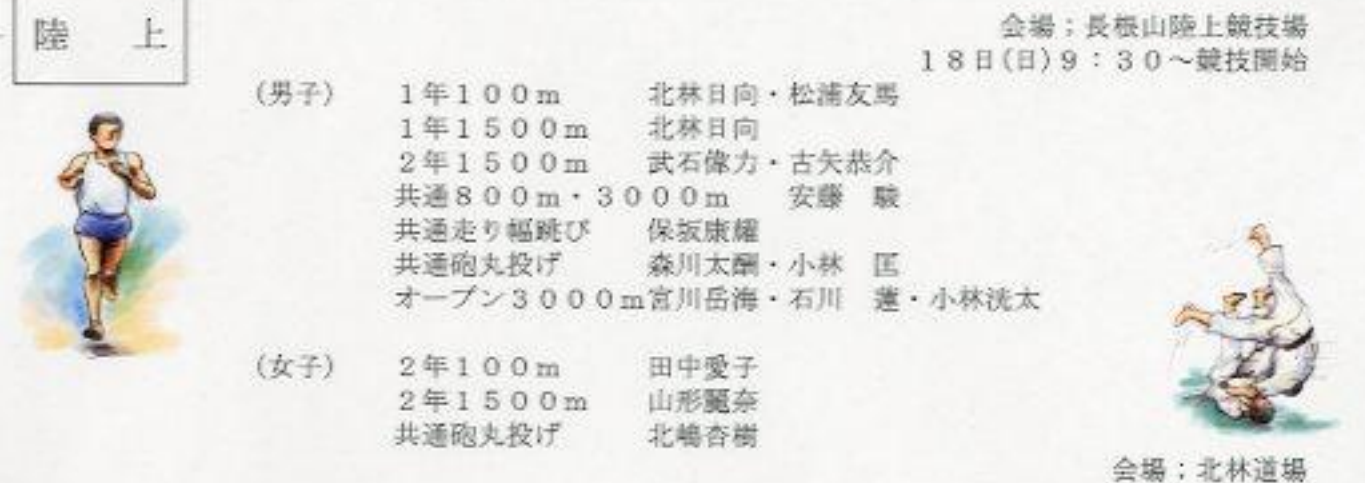 陸　上
会場；長根山陸上競技場
１８日(日)９：３０～競技開始
(男子)　１年１００ｍ　北林日向・松浦友馬
１年１５００ｍ　北林日向
２年１５００ｍ　武石偉力・古矢恭介
共通８００ｍ・３０００ｍ　安藤　駿
共通走り幅跳び　保坂康耀
共通砲丸投げ　森川太酬・小林　匡
オープン３０００ｍ宮川岳海・石川　蓮・小林洸太
(女子)　２年１００ｍ　田中愛子
２年１５００ｍ　山形麗奈
共通砲丸投げ　北嶋杏樹
会場；北林道場